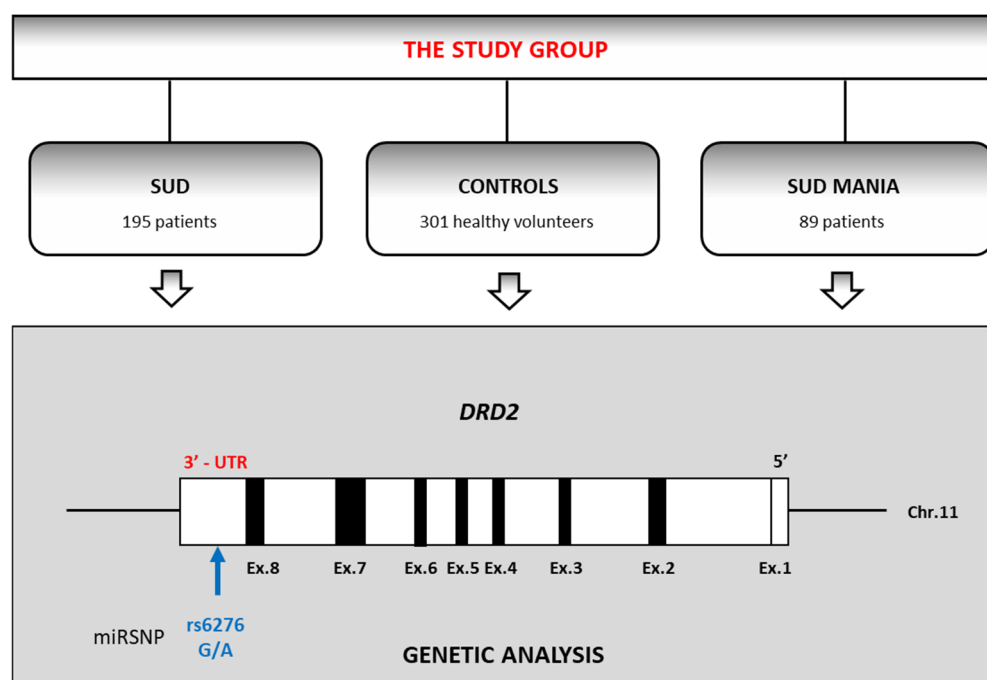 THE STUDY GROUP
SUD
195 patients
CONTROLS
301 healthy volunteers
SUD MANIA
89 patients
DRD2
3’ - UTR
5’
Chr.11
Ex.8 Ex.7 Ex.6 Ex.5 Ex.4 Ex.3 Ex.2 Ex.1
miRSNP
rs6276
G/A
GENETIC ANALYSIS